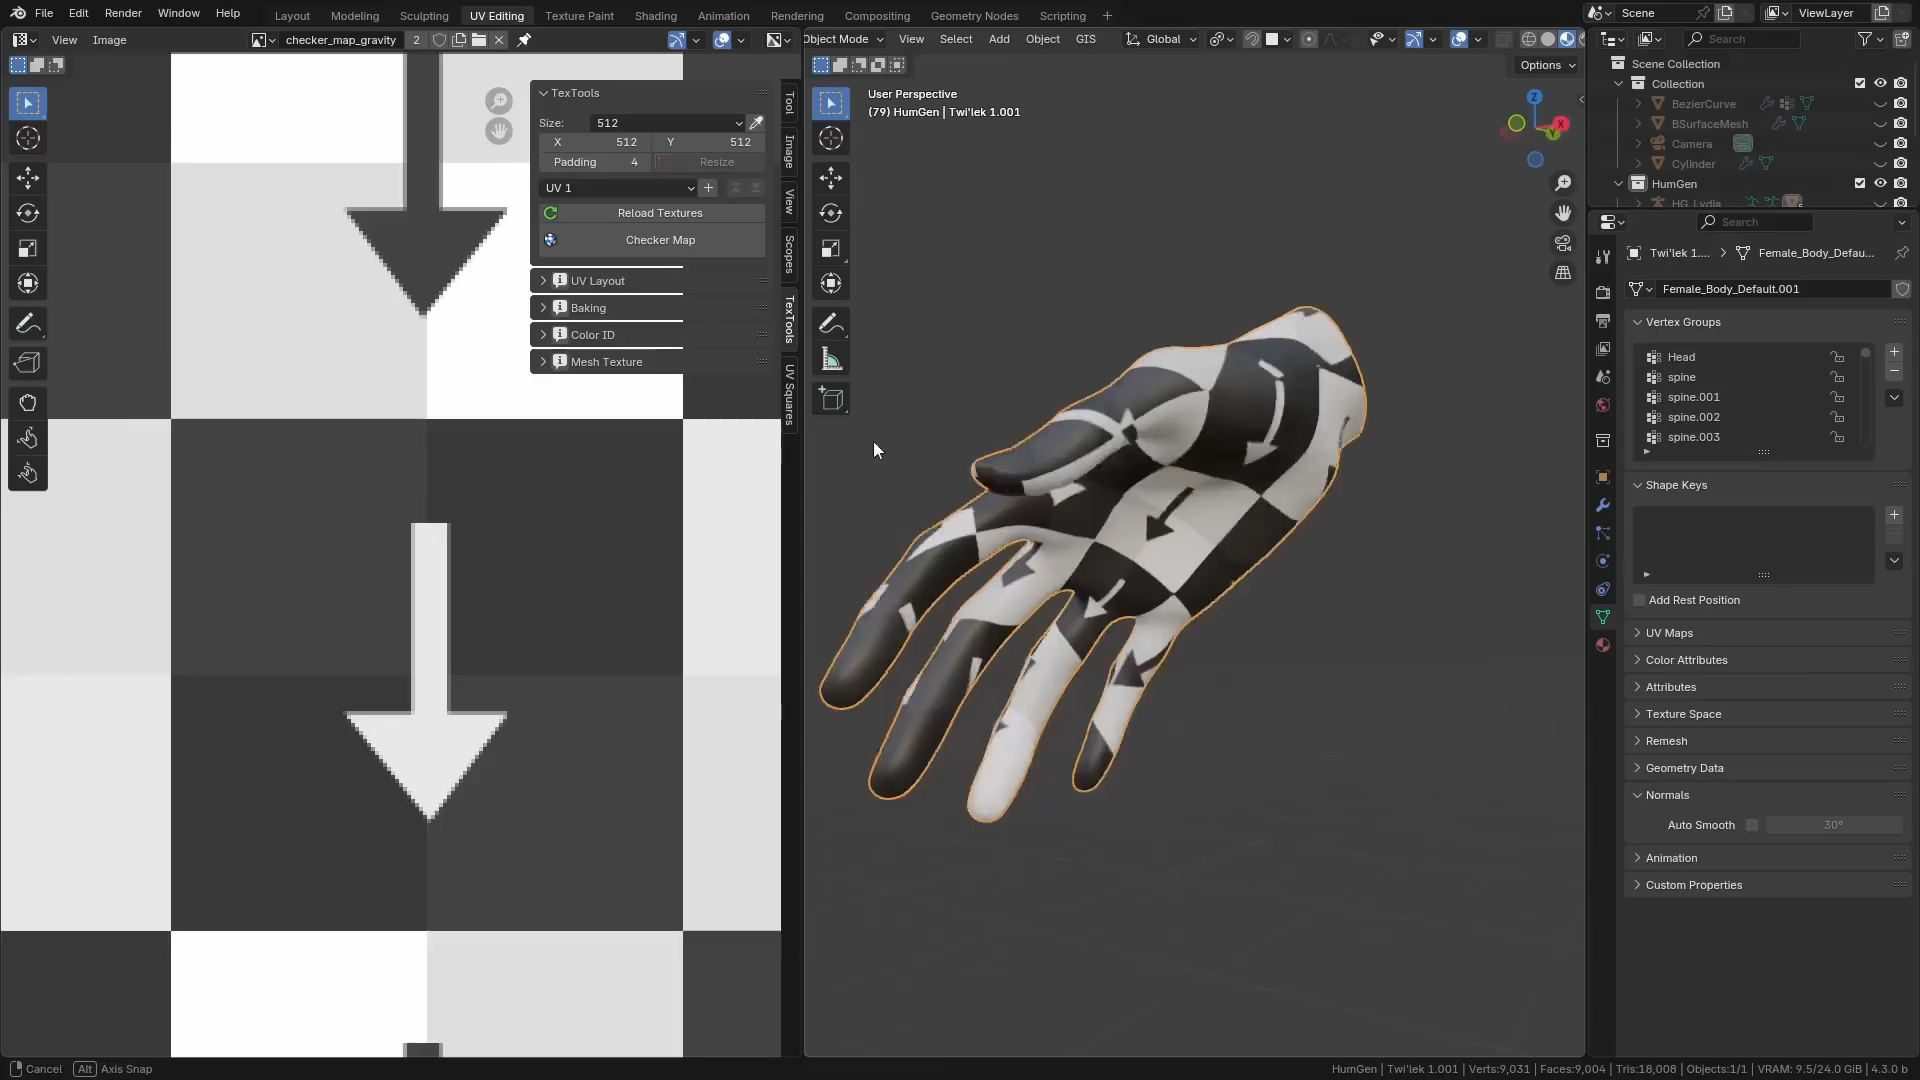 File Edit Render Window Help Layout Modeling Sculpting UV Editing Texture Paint Shading Animation Rendering Compositing Geometry Nodes Scripting + Scene ViewLayer
View Image checker_map_gravity 2
Object Mode View Select Add Object GIS Global
Search
Options
TexTools
Size: 512
X 512 Y 512
Padding 4 Resize
UV 1
Reload Textures
Checker Map
UV Layout
Baking
Color ID
Mesh Texture
Tool
Image
View
Scopes
TexTools
UV Squares
User Perspective
(79) HumGen | Twi'lek 1.001
Z
X
Y
Scene Collection
Collection
BezierCurve
BSurfaceMesh
Camera
Cylinder
HumGen
HG_Lydia
Search
Twi'lek 1.... Female_Body_Defau...
Female_Body_Default.001
Vertex Groups
Head
spine
spine.001
spine.002
spine.003
Shape Keys
Add Rest Position
UV Maps
Color Attributes
Attributes
Texture Space
Remesh
Geometry Data
Normals
Auto Smooth 30°
Animation
Custom Properties
Cancel Alt Axis Snap
HumGen | Twi'lek 1.001 | Verts:9,031 | Faces:9,004 | Tris:18,008 | Objects:1/1 | VRAM: 9.5/24.0 GiB | 4.3.0 b